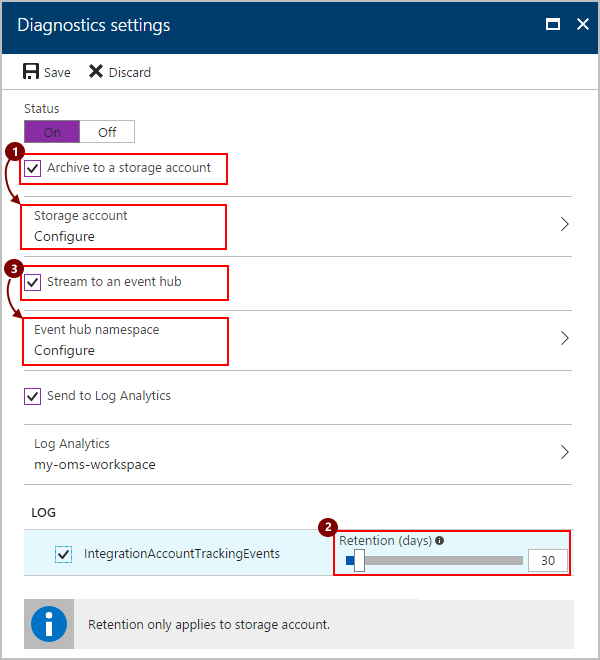 Diagnostics settings
Save Discard
Status
On Off
1
Archive to a storage account
Storage account
Configure
3
Stream to an event hub
Event hub namespace
Configure
Send to Log Analytics
Log Analytics
my-oms-workspace
LOG
2
Retention (days)
IntegrationAccountTrackingEvents
30
Retention only applies to storage account.